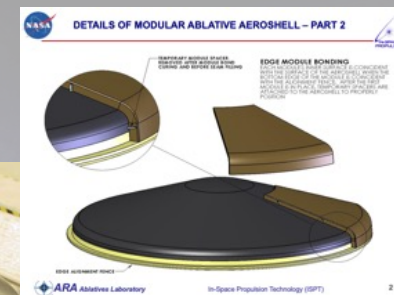 NASA
DETAILS OF MODULAR ABLATIVE AEROSHELL – PART 2
TEMPORARY MODULE SPACER
REMOVED AFTER MODULE BOND
CURING AND BEFORE SEAM FILLING
EDGE MODULE BONDING
EACH MODULE'S INNER SURFACE IS COINCIDENT
WITH THE SURFACE OF THE AEROSHELL WHEN THE
BOTTOM EDGE OF THE MODULE IS COINCIDENT
WITH THE ALIGNMENT FENCE. AFTER THE FIRST
MODULE IS IN PLACE, TEMPORARY SPACERS ARE
ATTACHED TO THE AEROSHELL TO PROPERLY
POSITION
EDGE ALIGNMENT FENCE
ARA Ablatives Laboratory
In-Space Propulsion Technology (ISPT)
2